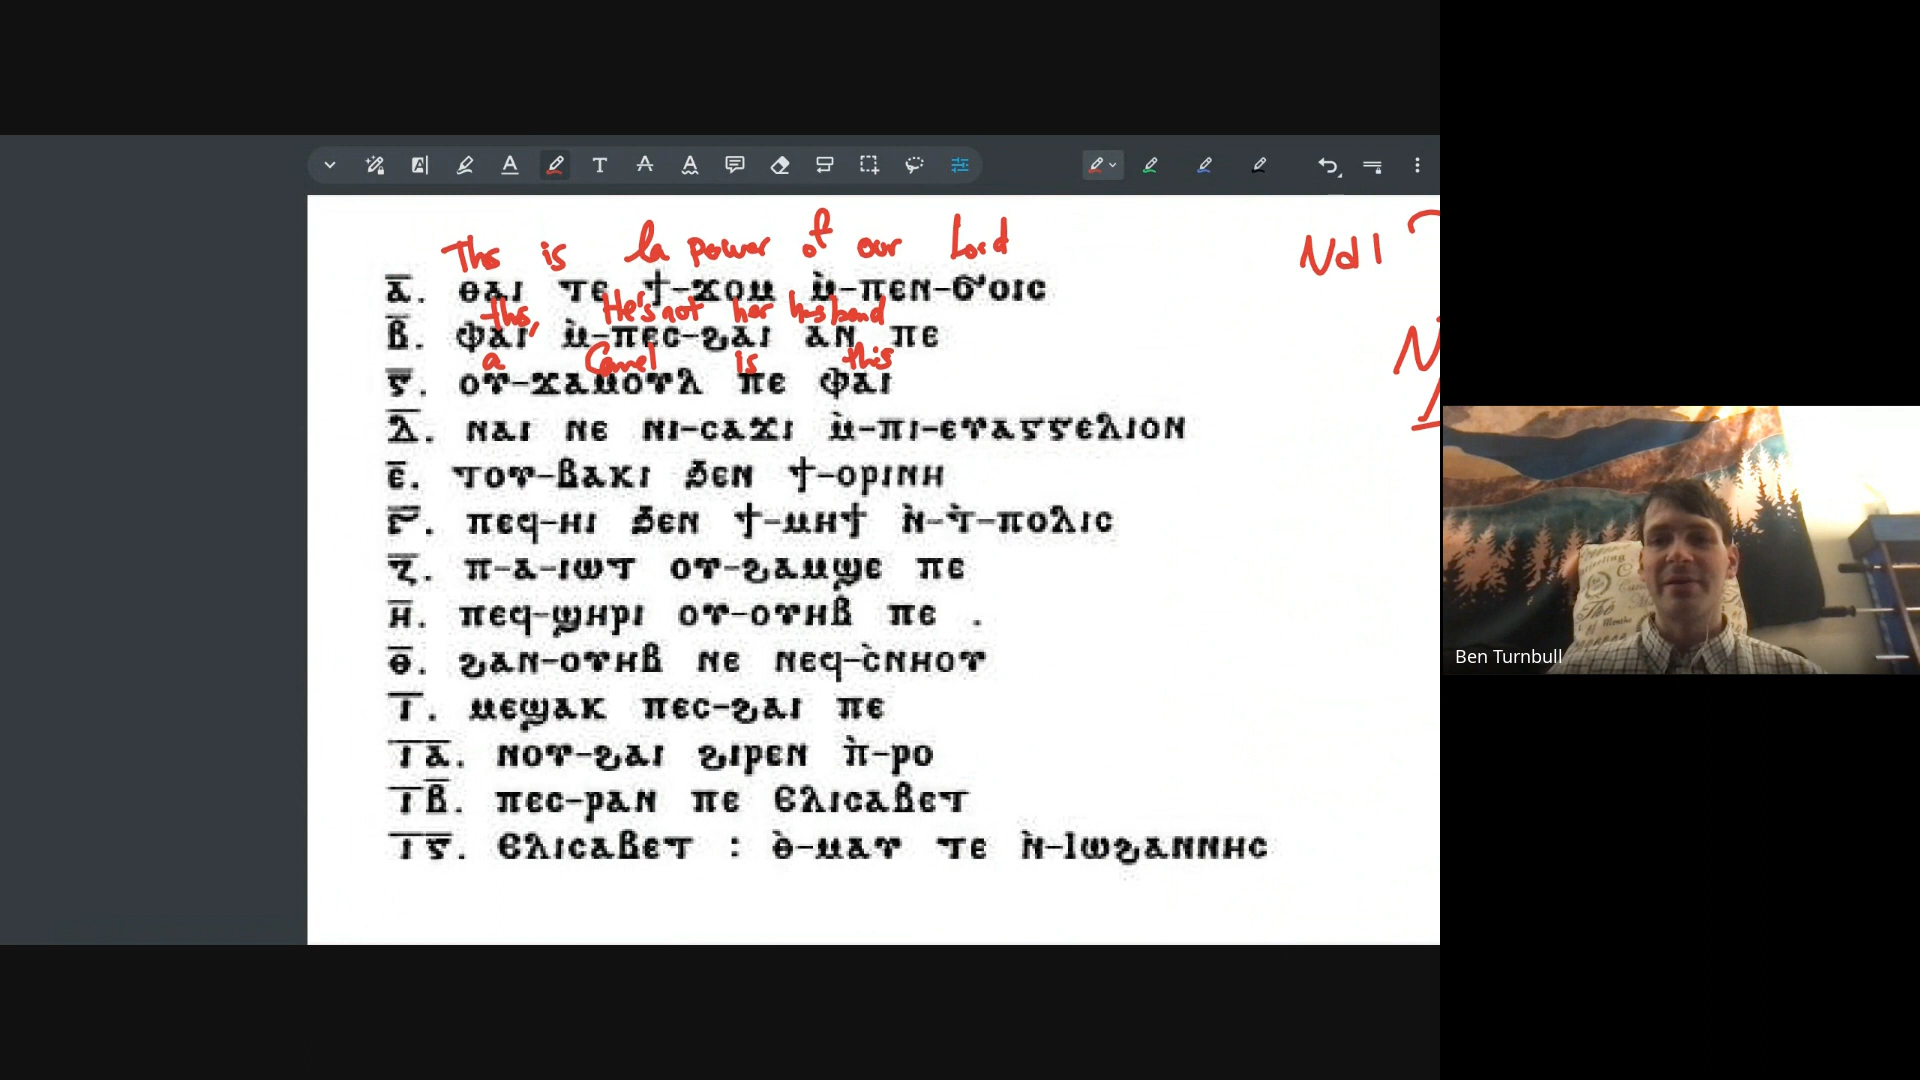 Ths is la power of our Lord
ⲁ̅. ⲑⲁⲓ ⲧⲉ ϯ-ϫⲟⲙ ⲙ̀-ⲡⲉⲛ-ϭʼⲟⲓⲥ
ths, He's not her husband
ⲃ̅. ⲫⲁⲓ ⲙ̀-ⲡⲉⲥ-ϩⲁⲓ ⲁⲛ ⲡⲉ
a Camel is this
ⲅ̅. ⲟⲩ-ϫⲁⲙⲟⲩⲗ ⲡⲉ ⲫⲁⲓ
ⲇ̅. ⲛⲁⲓ ⲛⲉ ⲛⲓ-ⲥⲁϫⲓ ⲙ̀-ⲡⲓ-ⲉⲩⲁⲅⲅⲉⲗⲓⲟⲛ
ⲉ̅. ⲧⲟⲩ-ⲃⲁⲕⲓ ϧⲉⲛ ϯ-ⲟⲣⲓⲛⲏ
ⲋ̅. ⲡⲉϥ-ⲏⲓ ϧⲉⲛ ϯ-ⲙⲏϯ ⲛ̀-ⲧ̀-ⲡⲟⲗⲓⲥ
ⲍ̅. ⲡ-ⲁ-ⲓⲱⲧ ⲟⲩ-ϩⲁⲙϣⲉ ⲡⲉ
ⲏ̅. ⲡⲉϥ-ϣⲏⲣⲓ ⲟⲩ-ⲟⲩⲏⲃ ⲡⲉ .
ⲑ̅. ϩⲁⲛ-ⲟⲩⲏⲃ ⲛⲉ ⲛⲉϥ-ⲥ̀ⲛⲏⲟⲩ
ⲓ̅. ⲙⲉϣⲁⲕ ⲡⲉⲥ-ϩⲁⲓ ⲡⲉ
ⲓ̅ⲁ̅. ⲛⲟⲩ-ϩⲁⲓ ϩⲓⲣⲉⲛ ⲡ̀-ⲣⲟ
ⲓ̅ⲃ̅. ⲡⲉⲥ-ⲣⲁⲛ ⲡⲉ Ⲉⲗⲓⲥⲁⲃⲉⲧ
ⲓ̅ⲅ̅. Ⲉⲗⲓⲥⲁⲃⲉⲧ : ⲑ̀-ⲙⲁⲩ ⲧⲉ ⲛ̀-Ⲓⲱϩⲁⲛⲛⲏⲥ
Ben Turnbull